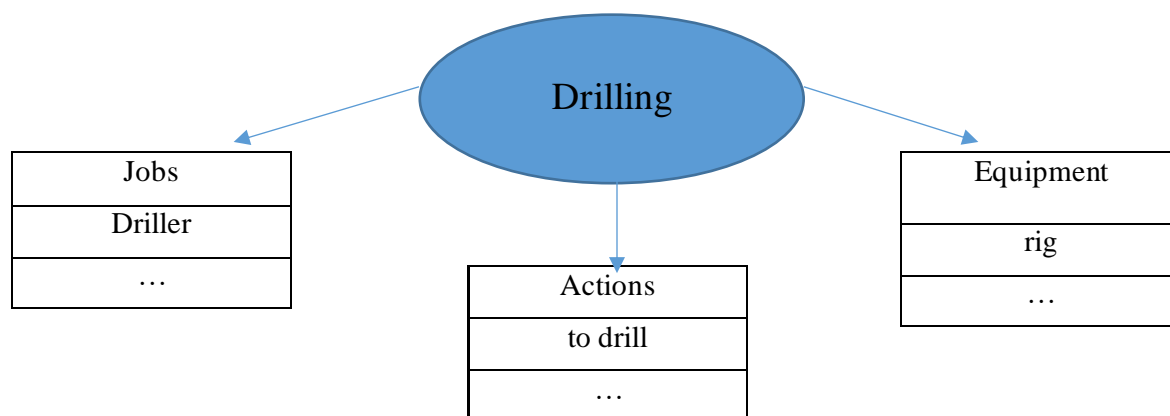 Drilling
Jobs
Driller
…
Actions
to drill
…
Equipment
rig
…